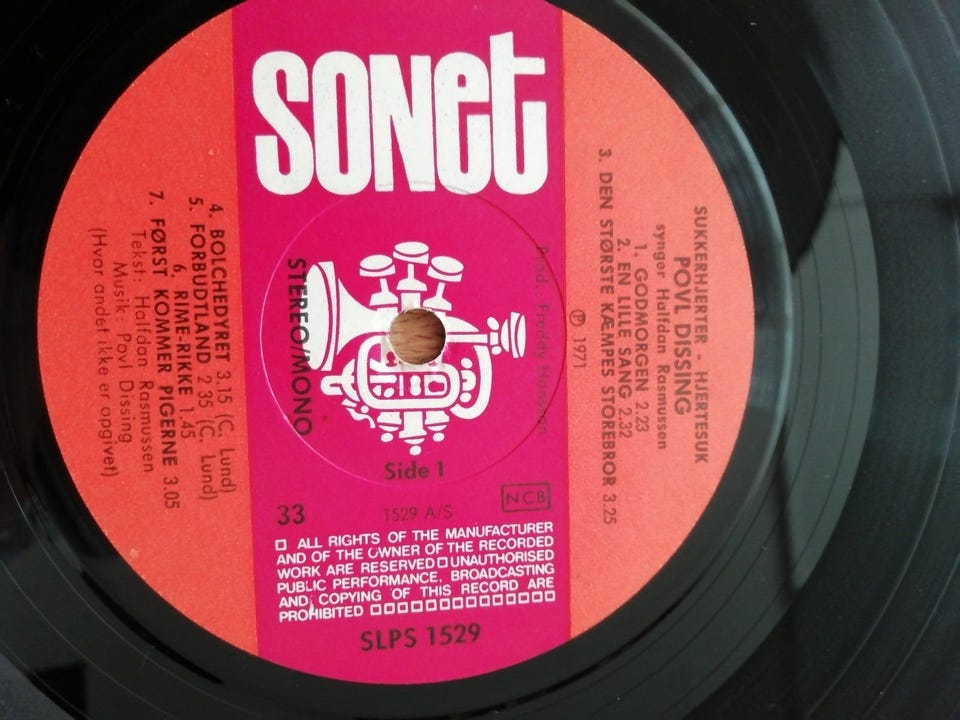 sonet
SUKKERHJERTER - HJERTESUK
POVL DISSING
synger Halfdan Rasmussen
1. GODMORGEN 2.23
2. EN LILLE SANG 2.32
3. DEN STØRSTE KÆMPES STOREBROR 3.25
Ⓟ 1971
Prod.: Freddy Hansson
STEREO/MONO
4. BOLCHEDYRET 3.15 (C. Lund)
5. FORBUDTLAND 2.35 (C. Lund)
6. RIME-RIKKE 1.45
7. FØRST KOMMER PIGERNE 3.05
Tekst: Halfdan Rasmussen
Musik: Povl Dissing
(Hvor andet ikke er opgivet)
Side 1
NCB
33
1529 A/S
□ ALL RIGHTS OF THE MANUFACTURER
AND OF THE OWNER OF THE RECORDED
WORK ARE RESERVED □ UNAUTHORISED
PUBLIC PERFORMANCE, BROADCASTING
AND COPYING OF THIS RECORD ARE
PROHIBITED □□□□□□□□□□□□□□
SLPS 1529